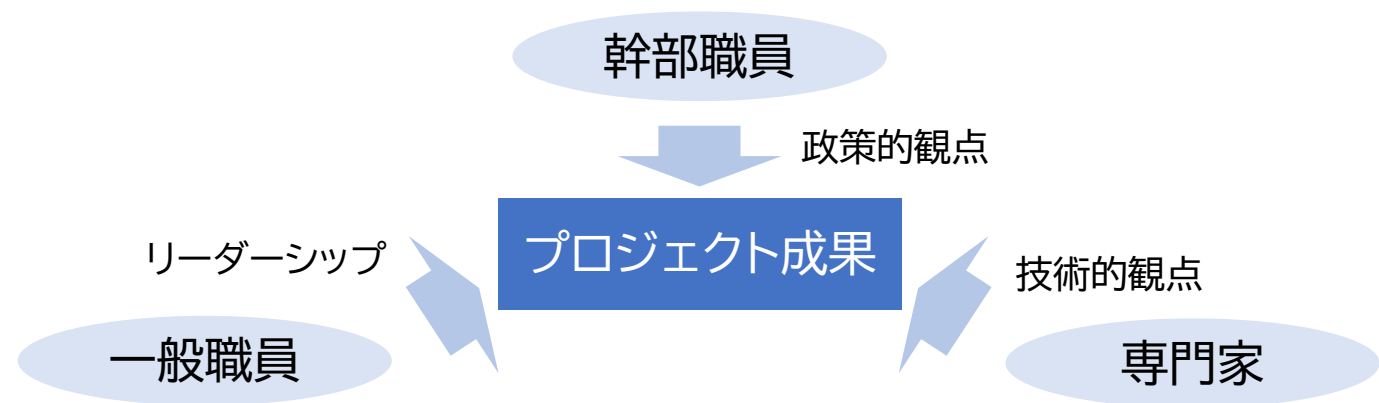 幹部職員
政策的観点
プロジェクト成果
リーダーシップ
技術的観点
一般職員
専門家